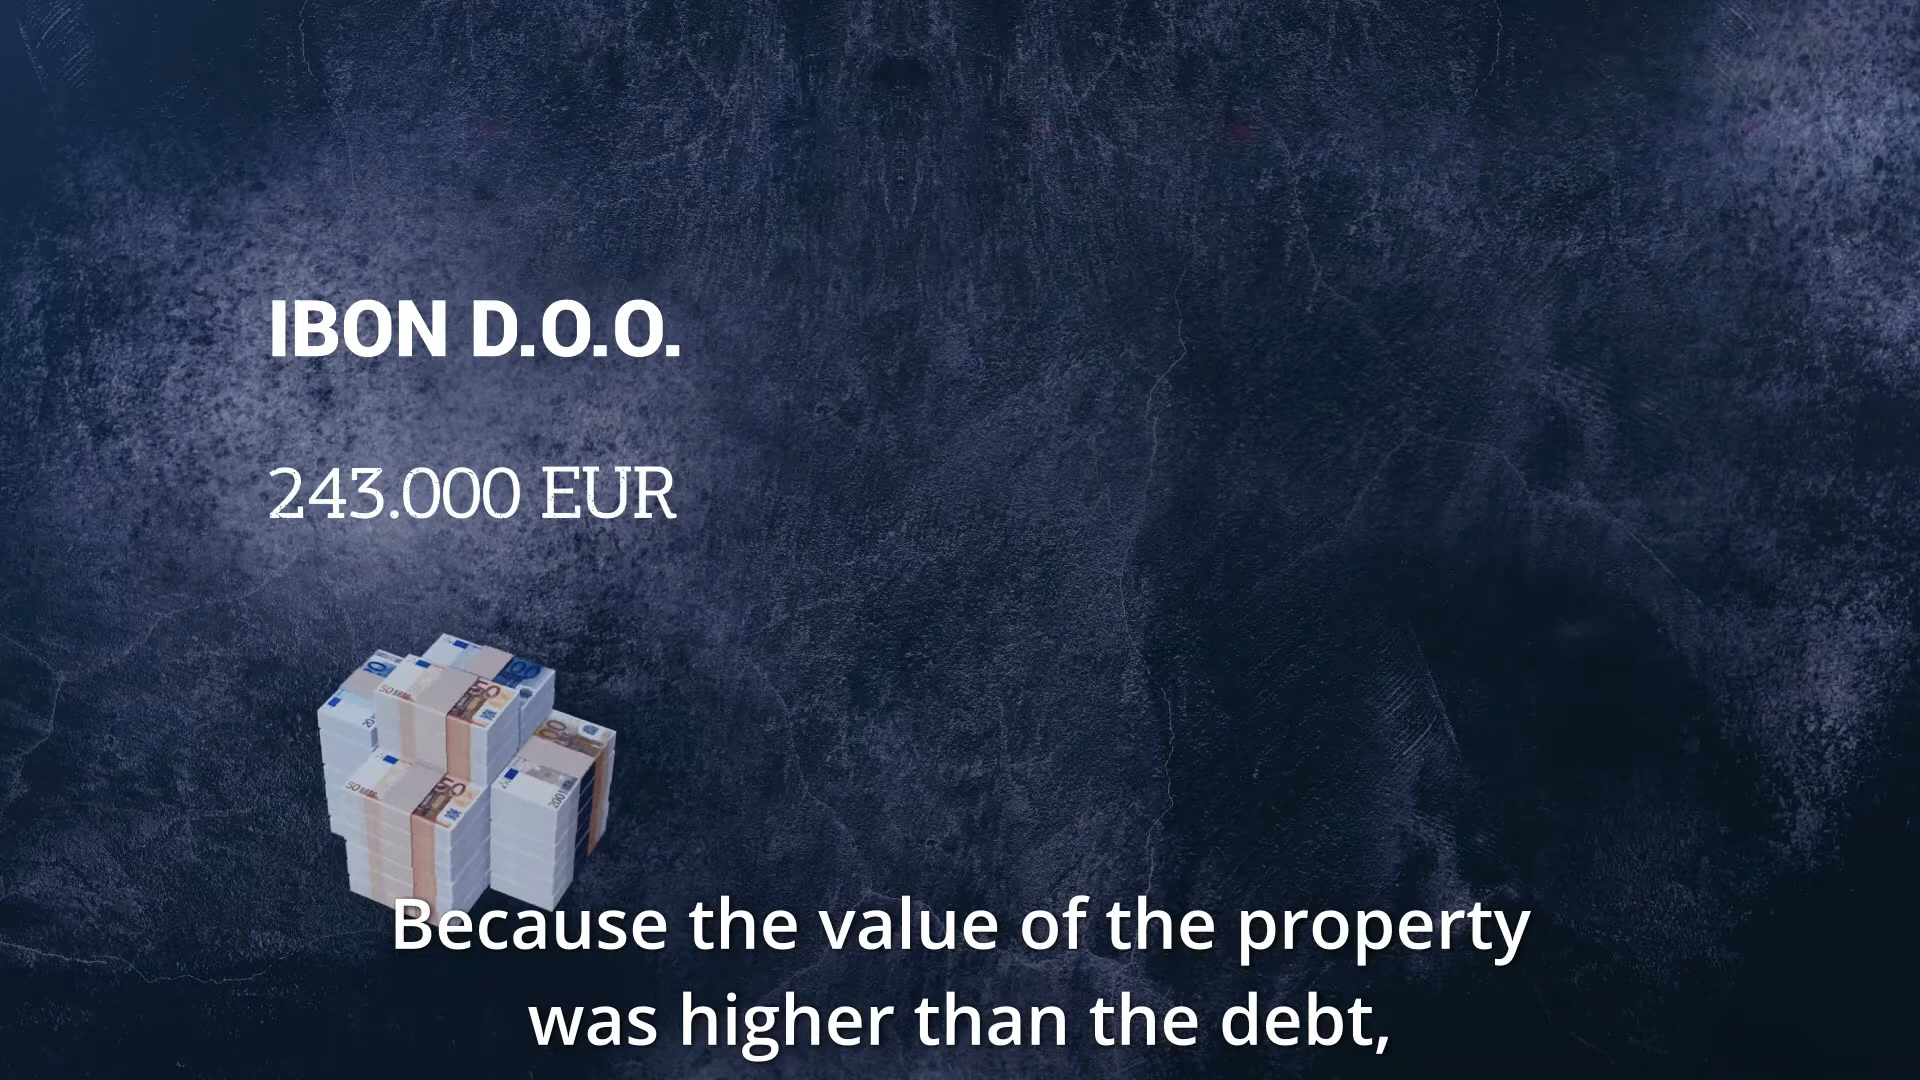 IBON D.O.O.
243.000 EUR
Because the value of the property
was higher than the debt,